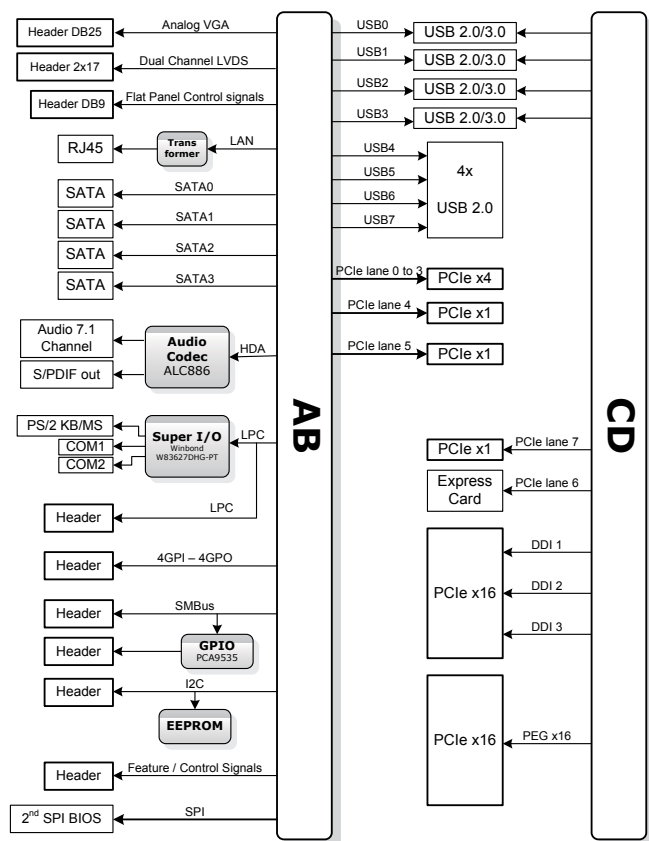 Header DB25
Analog VGA
Header 2x17
Dual Channel LVDS
Header DB9
Flat Panel Control signals
RJ45
Trans
former
LAN
SATA
SATA0
SATA
SATA1
SATA
SATA2
SATA
SATA3
Audio 7.1
Channel
S/PDIF out
Audio
Codec
ALC886
HDA
PS/2 KB/MS
COM1
COM2
Super I/O
Winbond
W83627DHG-PT
LPC
Header
LPC
Header
4GPI – 4GPO
Header
SMBus
Header
GPIO
PCA9535
Header
I2C
EEPROM
Header
Feature / Control Signals
2nd SPI BIOS
SPI
AB
USB0
USB 2.0/3.0
USB1
USB 2.0/3.0
USB2
USB 2.0/3.0
USB3
USB 2.0/3.0
USB4
USB5
USB6
USB7
4x
USB 2.0
PCIe lane 0 to 3
PCIe x4
PCIe lane 4
PCIe x1
PCIe lane 5
PCIe x1
PCIe x1
PCIe lane 7
Express
Card
PCIe lane 6
PCIe x16
DDI 1
DDI 2
DDI 3
PCIe x16
PEG x16
CD